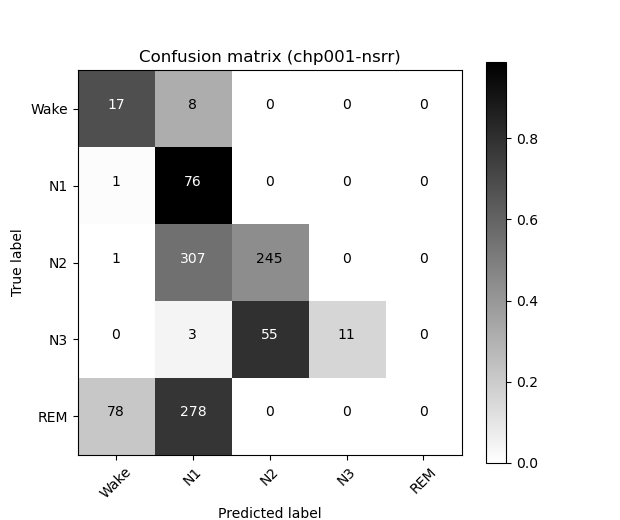 Confusion matrix (chp001-nsrr)
Wake 17 8 0 0 0
N1 1 76 0 0 0
N2 1 307 245 0 0
N3 0 3 55 11 0
REM 78 278 0 0 0
Wake N1 N2 N3 REM
True label
Predicted label
0.8
0.6
0.4
0.2
0.0